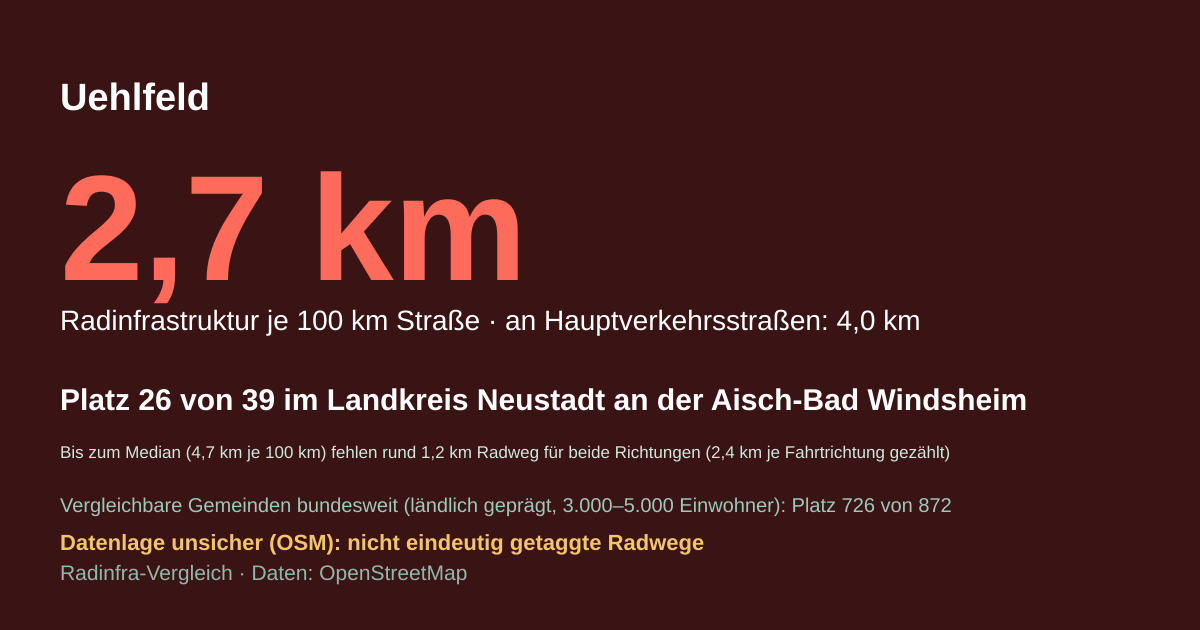 Uehlfeld
2,7 km
Radinfrastruktur je 100 km Straße · an Hauptverkehrsstraßen: 4,0 km
Platz 26 von 39 im Landkreis Neustadt an der Aisch-Bad Windsheim
Bis zum Median (4,7 km je 100 km) fehlen rund 1,2 km Radweg für beide Richtungen (2,4 km je Fahrtrichtung gezählt)
Vergleichbare Gemeinden bundesweit (ländlich geprägt, 3.000–5.000 Einwohner): Platz 726 von 872
Datenlage unsicher (OSM): nicht eindeutig getaggte Radwege
Radinfra-Vergleich · Daten: OpenStreetMap